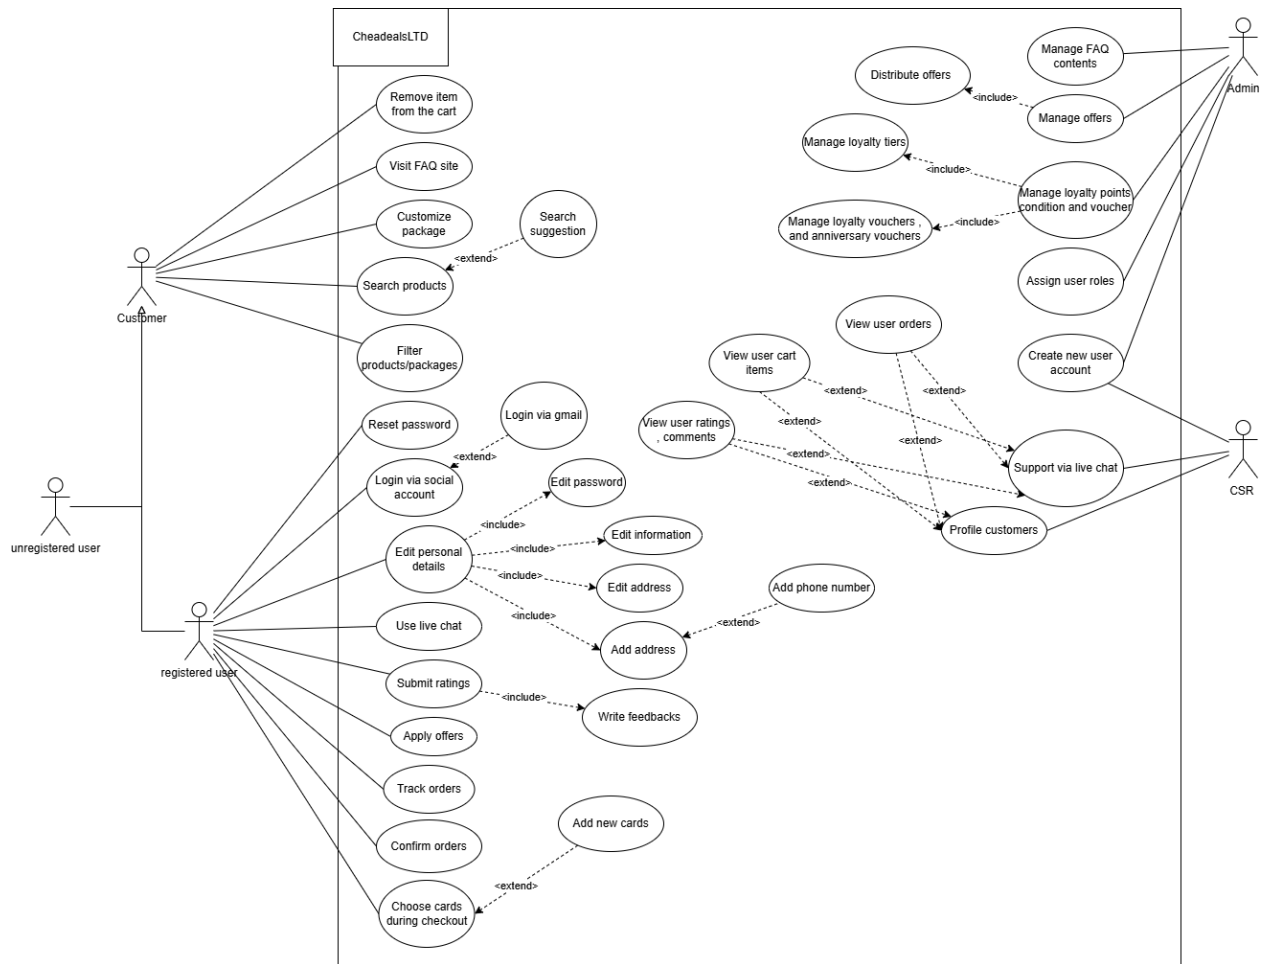 CheadealsLTD
Remove item
from the cart
Visit FAQ site
Customize
package
Search
suggestion
<extend>
Search products
Customer
Filter
products/packages
Reset password
Login via gmail
<extend>
Login via social
account
Edit password
unregistered user
<include>
Edit personal
details
<include>
Edit information
<include>
Edit address
<include>
Add phone number
<extend>
Add address
Use live chat
registered user
Submit ratings
<include>
Write feedbacks
Apply offers
Track orders
Add new cards
Confirm orders
<extend>
Choose cards
during checkout
Admin
Manage FAQ
contents
Distribute offers
<include>
Manage offers
Manage loyalty tiers
<include>
Manage loyalty points
condition and voucher
<include>
Manage loyalty vouchers ,
and anniversary vouchers
Assign user roles
View user orders
Create new user
account
View user cart
items
<extend>
<extend>
<extend>
View user ratings
, comments
<extend>
<extend>
<extend>
Support via live chat
CSR
Profile customers